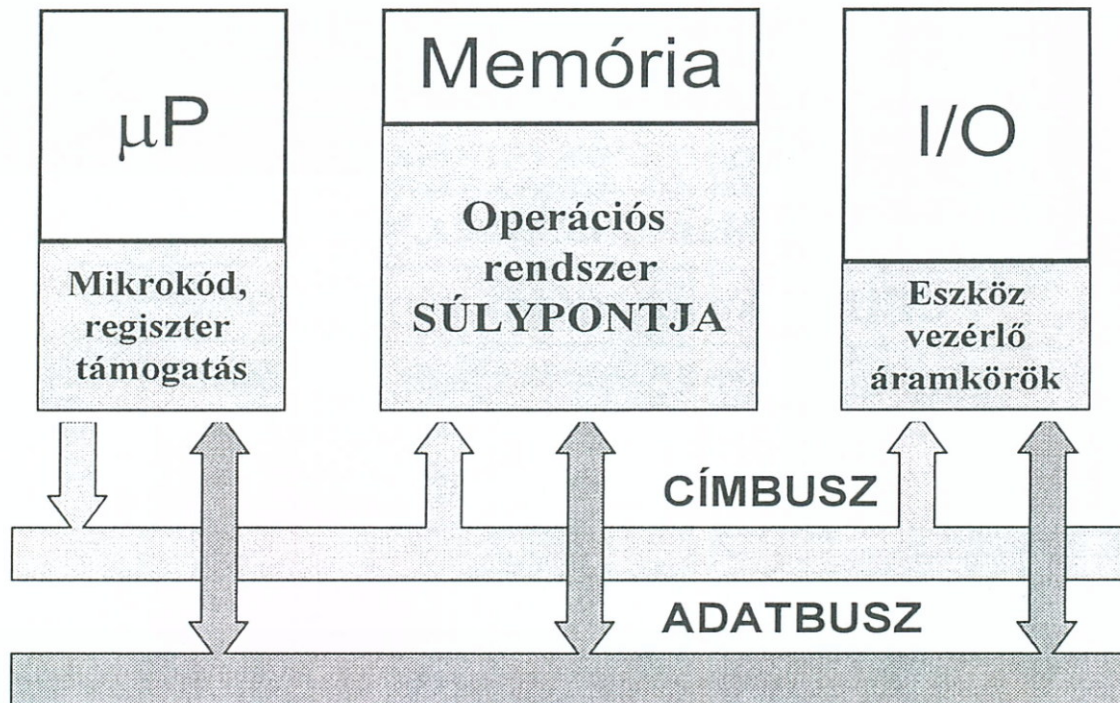 μP
Mikrokód,
regiszter
támogatás
Memória
Operációs
rendszer
SÚLYPONTJA
I/O
Eszköz
vezérlő
áramkörök
CÍMBUSZ
ADATBUSZ